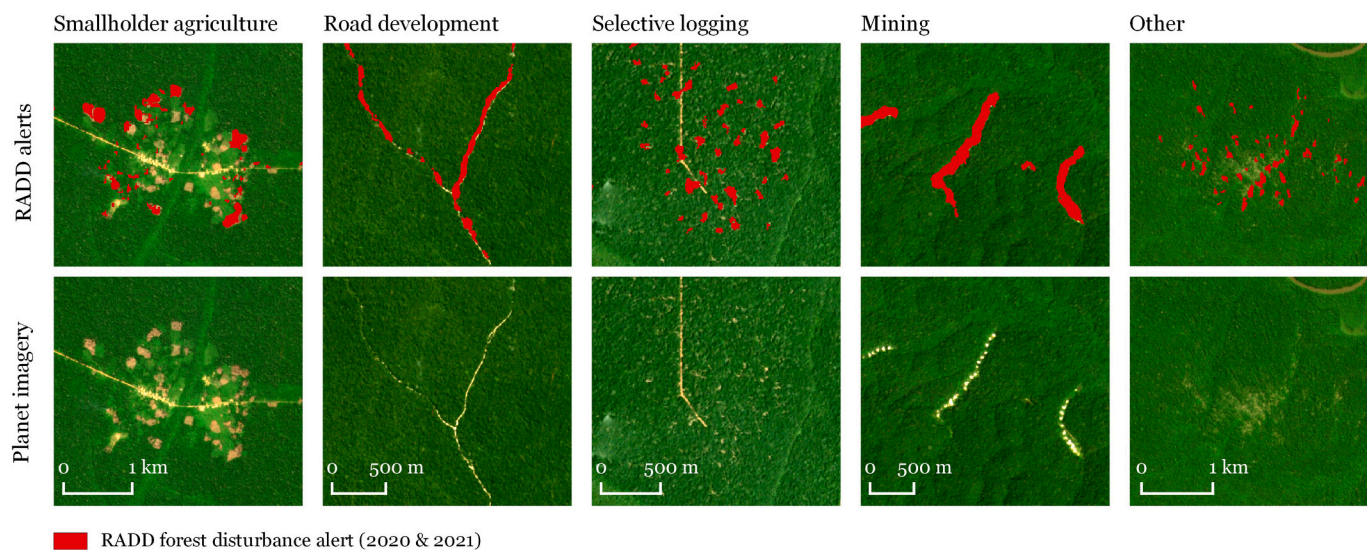 Smallholder agriculture Road development Selective logging Mining Other
RADD alerts
Planet imagery
0 1 km 0 500 m 0 500 m 0 500 m 0 1 km
RADD forest disturbance alert (2020 & 2021)